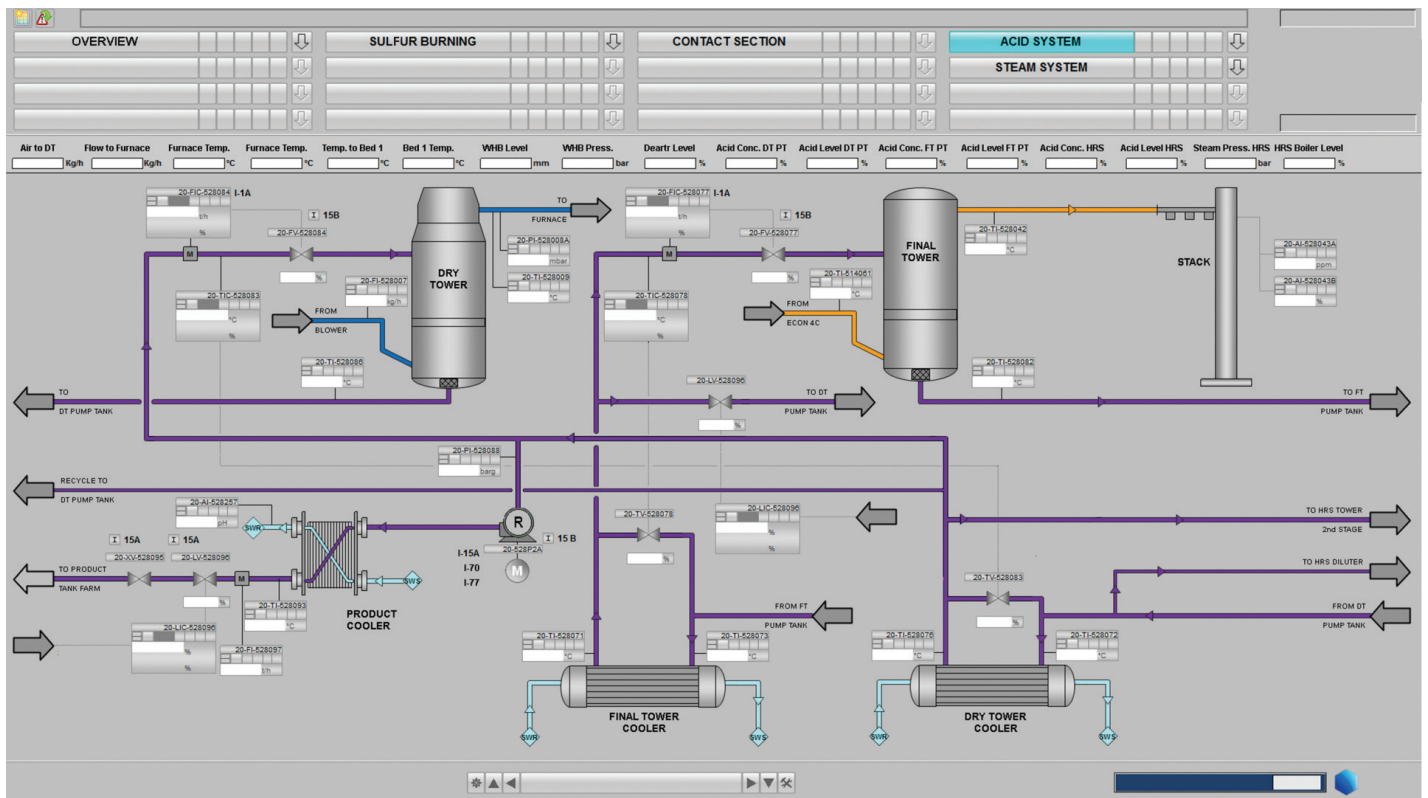 OVERVIEW
SULFUR BURNING
CONTACT SECTION
ACID SYSTEM
STEAM SYSTEM
Air to DT
Flow to Furnace
Furnace Temp.
Furnace Temp.
Temp. to Bed 1
Bed 1 Temp.
WHB Level
WHB Press.
Deartr Level
Acid Conc. DT PT
Acid Level DT PT
Acid Conc. FT PT
Acid Level FT PT
Acid Conc. HRS
Acid Level HRS
Steam Press. HRS
HRS Boiler Level
Kg/h
Kg/h
°C
°C
°C
°C
mm
bar
%
%
%
%
%
%
%
bar
%
20-FIC-528084
I-1A
t/h
%
I 15B
20-FV-528084
%
M
20-TIC-528083
°C
%
20-FI-528007
kg/h
FROM
BLOWER
DRY
TOWER
TO
FURNACE
20-PI-528008A
mbar
20-TI-528009
°C
20-TI-528086
°C
TO
DT PUMP TANK
20-FIC-528077
I-1A
t/h
%
I 15B
20-FV-528077
%
M
20-TIC-528078
°C
%
20-TI-514061
°C
FROM
ECON 4C
FINAL
TOWER
20-TI-528042
°C
STACK
20-AI-528043A
ppm
20-AI-528043B
%
20-LV-528096
%
TO DT
PUMP TANK
20-TI-528082
°C
TO FT
PUMP TANK
20-PI-528088
barg
RECYCLE TO
DT PUMP TANK
20-AI-528257
pH
SWR
SWS
I 15A
I 15A
20-XV-528095
20-LV-528096
%
M
TO PRODUCT
TANK FARM
20-TI-528093
°C
20-LIC-528096
%
%
20-FI-528097
t/h
PRODUCT
COOLER
R
20-528P2A
M
I 15 B
I-15A
I-70
I-77
20-TV-528078
%
20-LIC-528096
%
%
FROM FT
PUMP TANK
20-TI-528071
°C
20-TI-528073
°C
FINAL TOWER
COOLER
SWR
SWS
TO HRS TOWER
2nd STAGE
TO HRS DILUTER
20-TV-528083
%
FROM DT
PUMP TANK
20-TI-528076
°C
20-TI-528072
°C
DRY TOWER
COOLER
SWR
SWS